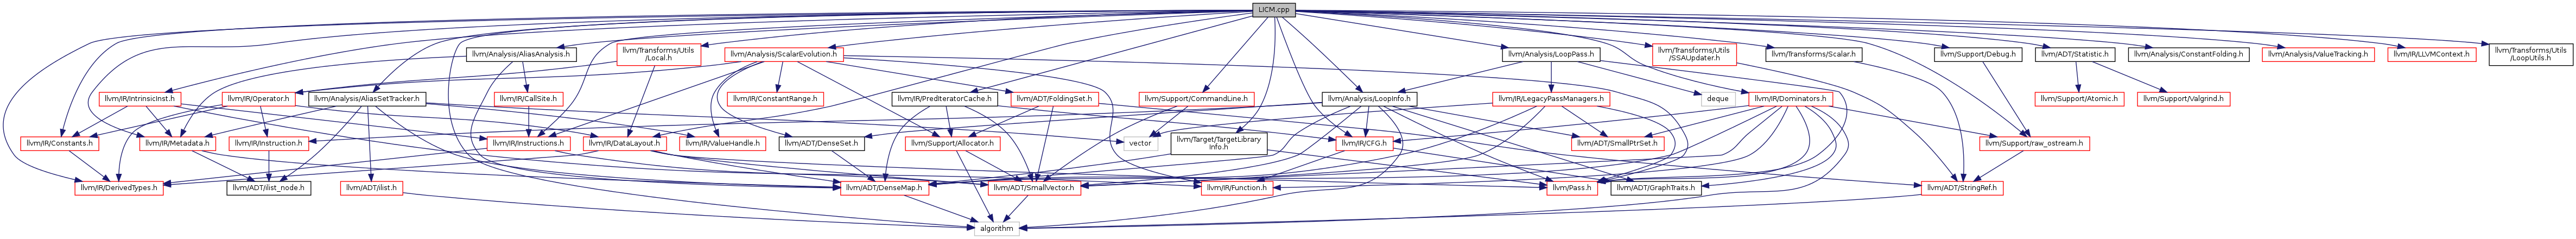 LICM.cpp
llvm/Analysis/AliasAnalysis.h
llvm/Transforms/Utils
/Local.h
llvm/Analysis/ScalarEvolution.h
llvm/Analysis/LoopPass.h
llvm/Transforms/Utils
/SSAUpdater.h
llvm/Transforms/Scalar.h
llvm/Support/Debug.h
llvm/ADT/Statistic.h
llvm/Analysis/ConstantFolding.h
llvm/Analysis/ValueTracking.h
llvm/IR/LLVMContext.h
llvm/Transforms/Utils
/LoopUtils.h
llvm/IR/IntrinsicInst.h
llvm/IR/Operator.h
llvm/Analysis/AliasSetTracker.h
llvm/IR/CallSite.h
llvm/IR/ConstantRange.h
llvm/IR/PredIteratorCache.h
llvm/ADT/FoldingSet.h
llvm/Support/CommandLine.h
llvm/Analysis/LoopInfo.h
llvm/IR/LegacyPassManagers.h
deque
llvm/IR/Dominators.h
llvm/Support/Atomic.h
llvm/Support/Valgrind.h
llvm/IR/Constants.h
llvm/IR/Metadata.h
llvm/IR/Instruction.h
llvm/IR/Instructions.h
llvm/IR/DataLayout.h
llvm/IR/ValueHandle.h
llvm/ADT/DenseSet.h
llvm/Support/Allocator.h
vector
llvm/Target/TargetLibrary
Info.h
llvm/IR/CFG.h
llvm/ADT/SmallPtrSet.h
llvm/Support/raw_ostream.h
llvm/IR/DerivedTypes.h
llvm/ADT/ilist_node.h
llvm/ADT/ilist.h
llvm/ADT/DenseMap.h
llvm/ADT/SmallVector.h
llvm/IR/Function.h
llvm/Pass.h
llvm/ADT/GraphTraits.h
llvm/ADT/StringRef.h
algorithm